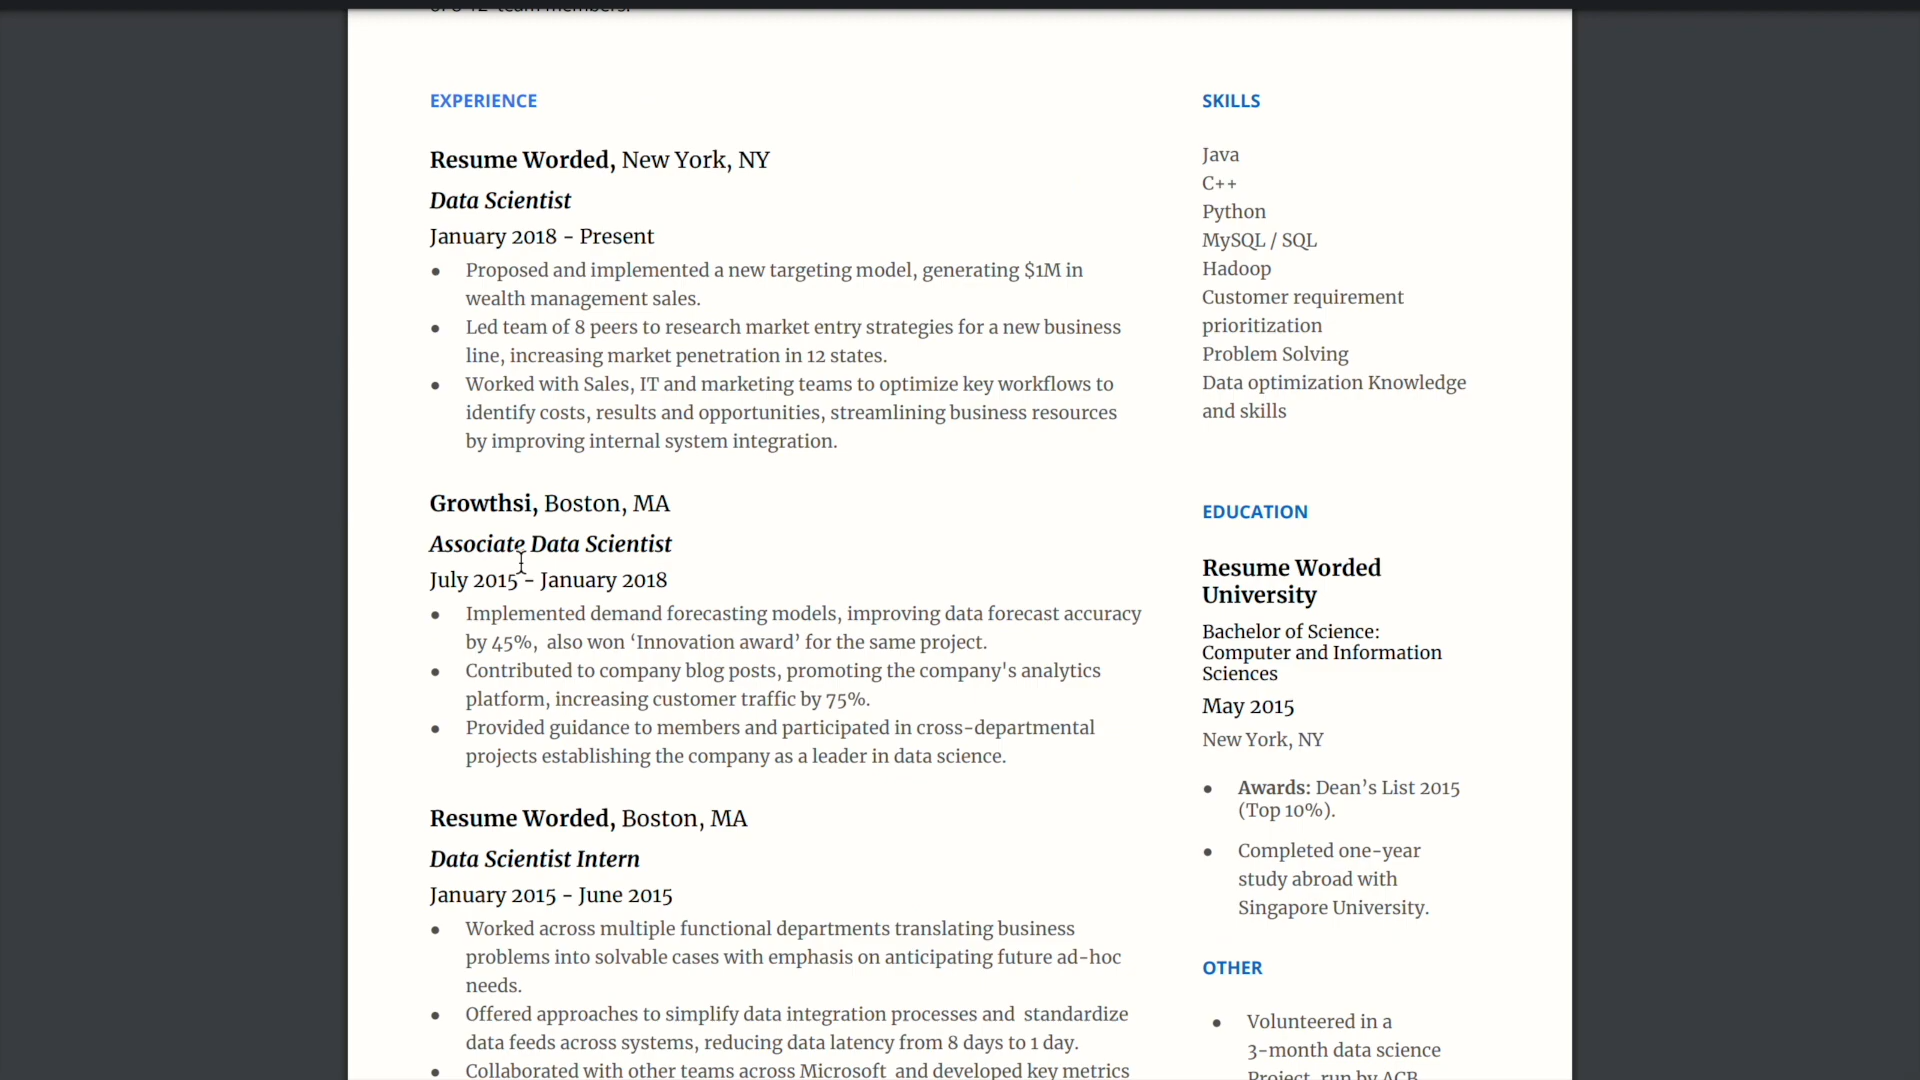 of 8-12 team members.
EXPERIENCE
Resume Worded, New York, NY
Data Scientist
January 2018 - Present
● Proposed and implemented a new targeting model, generating $1M in
wealth management sales.
● Led team of 8 peers to research market entry strategies for a new business
line, increasing market penetration in 12 states.
● Worked with Sales, IT and marketing teams to optimize key workflows to
identify costs, results and opportunities, streamlining business resources
by improving internal system integration.
Growthsi, Boston, MA
Associate Data Scientist
July 2015 - January 2018
● Implemented demand forecasting models, improving data forecast accuracy
by 45%,  also won ‘Innovation award’ for the same project.
● Contributed to company blog posts, promoting the company's analytics
platform, increasing customer traffic by 75%.
● Provided guidance to members and participated in cross-departmental
projects establishing the company as a leader in data science.
Resume Worded, Boston, MA
Data Scientist Intern
January 2015 - June 2015
● Worked across multiple functional departments translating business
problems into solvable cases with emphasis on anticipating future ad-hoc
needs.
● Offered approaches to simplify data integration processes and  standardize
data feeds across systems, reducing data latency from 8 days to 1 day.
● Collaborated with other teams across Microsoft  and developed key metrics
SKILLS
Java
C++
Python
MySQL / SQL
Hadoop
Customer requirement
prioritization
Problem Solving
Data optimization Knowledge
and skills
EDUCATION
Resume Worded
University
Bachelor of Science:
Computer and Information
Sciences
May 2015
New York, NY
● Awards: Dean’s List 2015
(Top 10%).
● Completed one-year
study abroad with
Singapore University.
OTHER
● Volunteered in a
3-month data science
Project, run by ACB